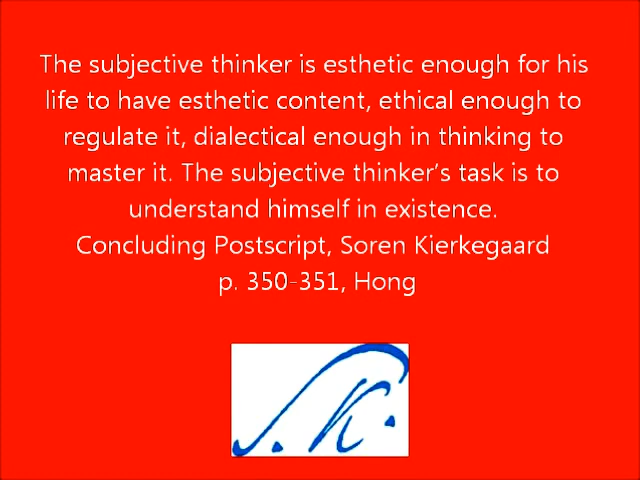 The subjective thinker is esthetic enough for his
life to have esthetic content, ethical enough to
regulate it, dialectical enough in thinking to
master it. The subjective thinker's task is to
understand himself in existence.
Concluding Postscript, Soren Kierkegaard
p. 350-351, Hong
S. K.